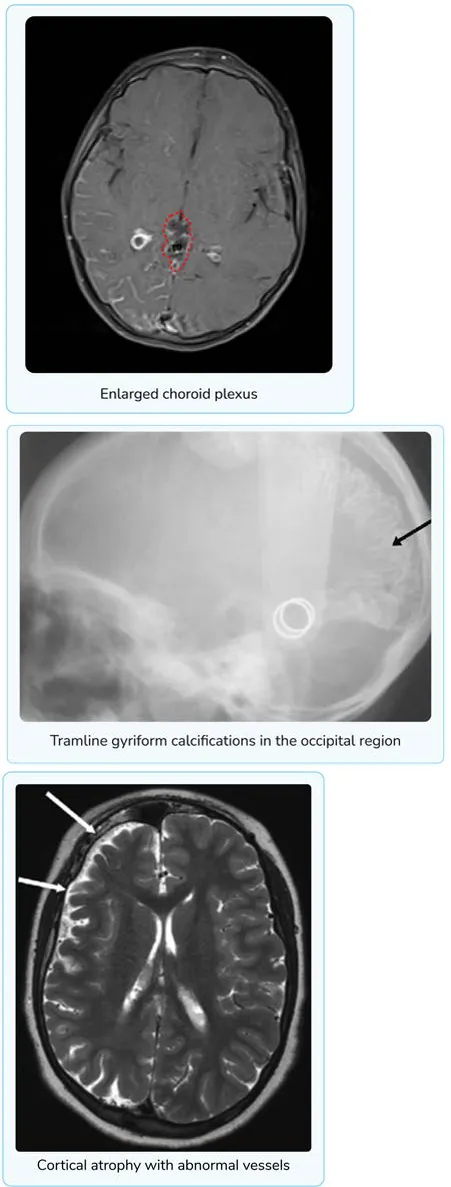 Enlarged choroid plexus
Tramline gyriform calcifications in the occipital region
Cortical atrophy with abnormal vessels